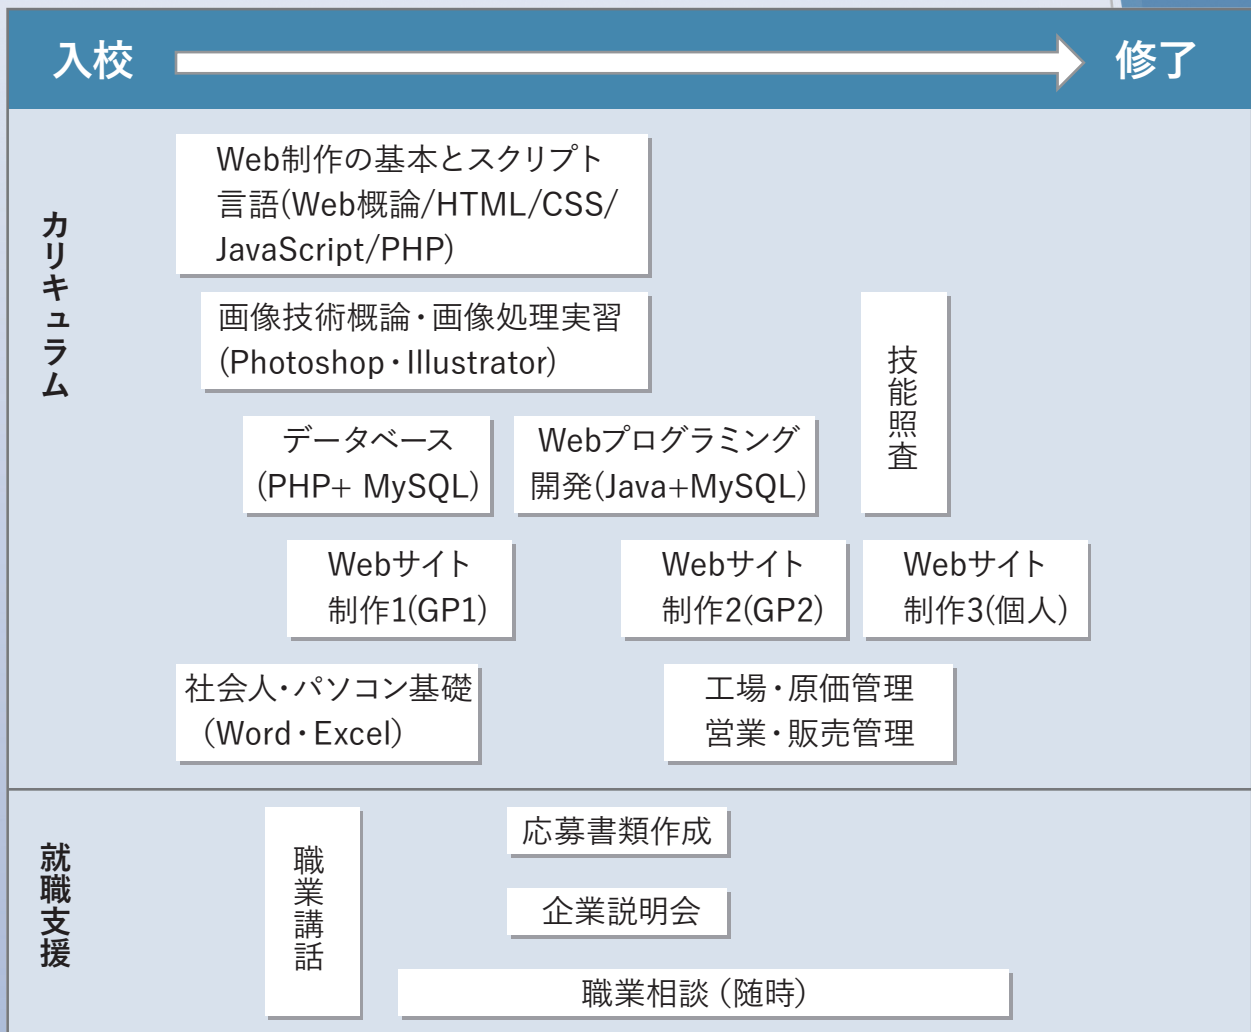 入校
修了
カリキュラム
Web制作の基本とスクリプト
言語(Web概論/HTML/CSS/
JavaScript/PHP)
画像技術概論・画像処理実習
(Photoshop・Illustrator)
技能照査
データベース
(PHP+ MySQL)
Webプログラミング
開発(Java+MySQL)
Webサイト
制作1(GP1)
Webサイト
制作2(GP2)
Webサイト
制作3(個人)
社会人・パソコン基礎
(Word・Excel)
工場・原価管理
営業・販売管理
就職支援
職業講話
応募書類作成
企業説明会
職業相談（随時）